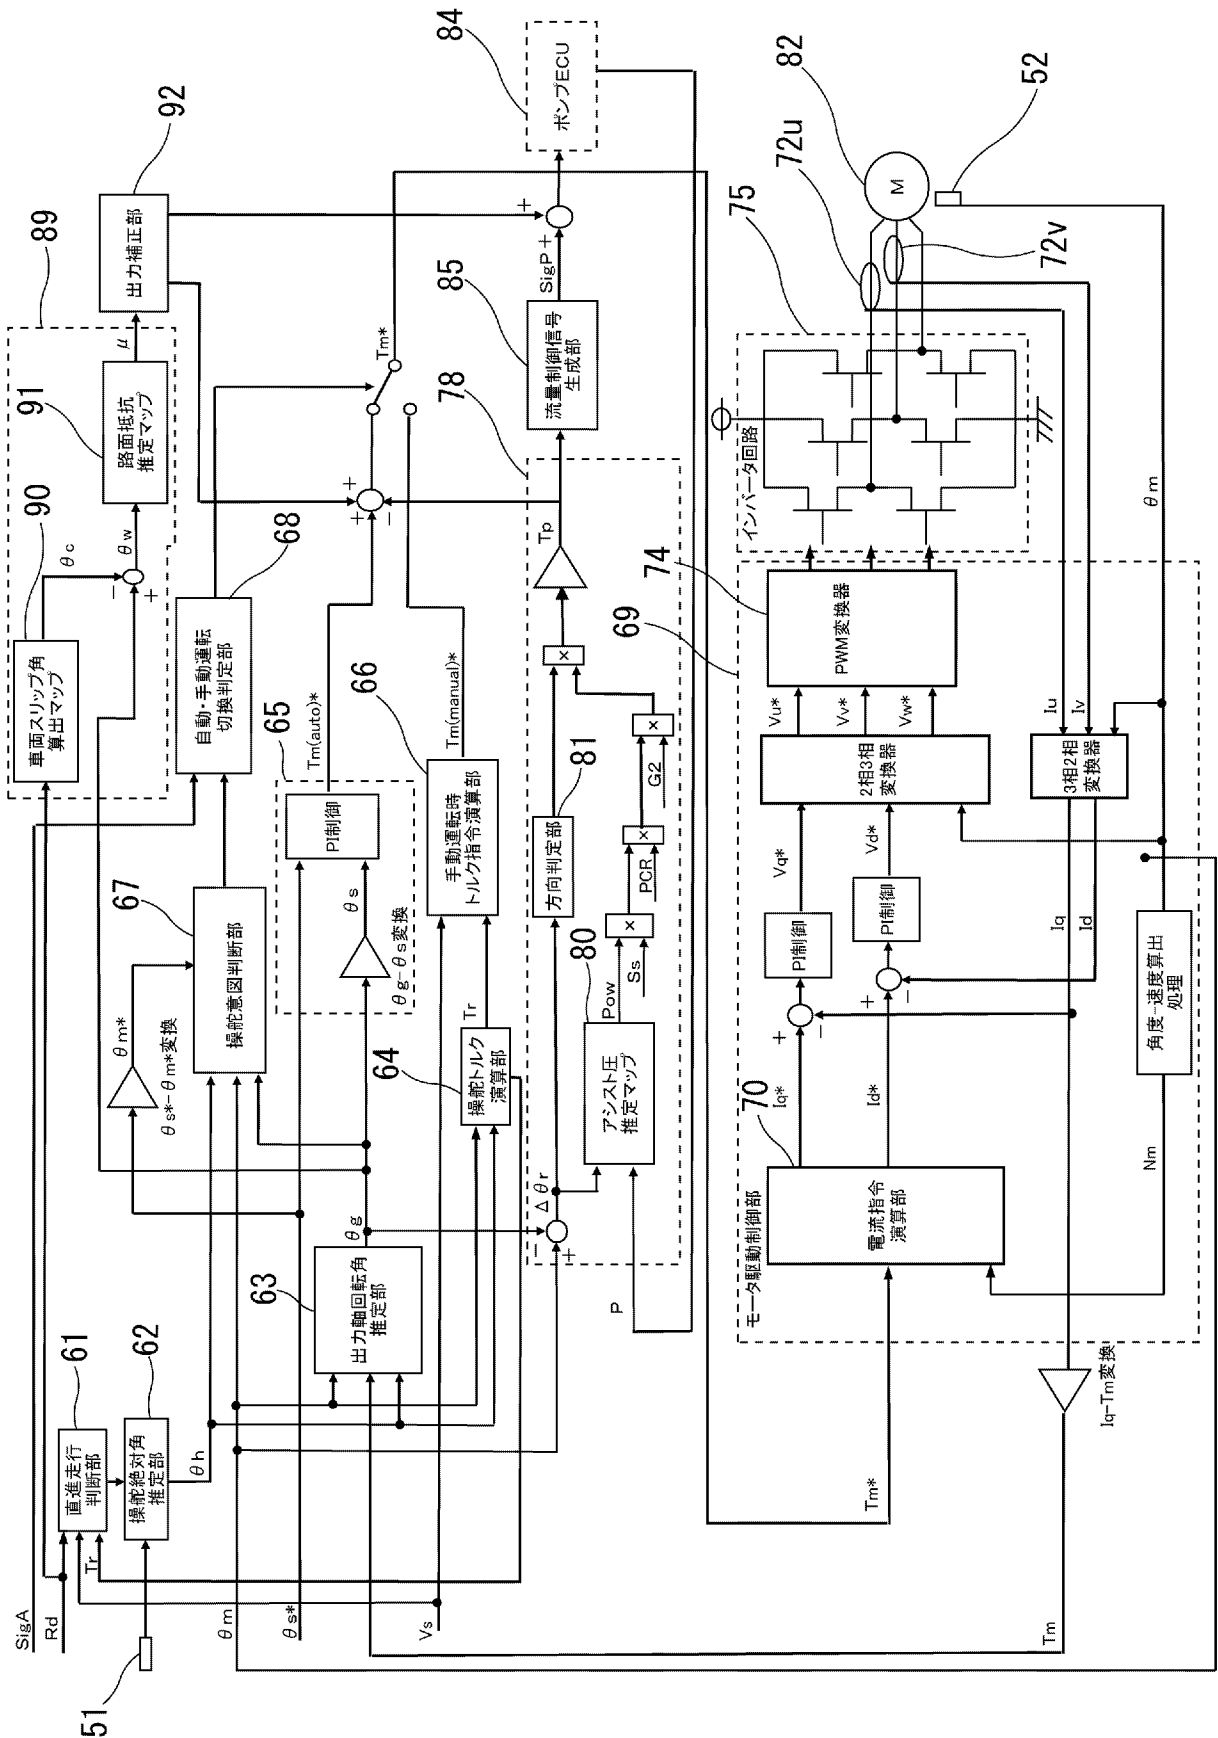 SigA
Rd
51
Tr
直進走行
判断部
61
操舵絶対角
推定部
62
θh
θm
θs*
Vs
車両スリップ角
算出マップ
90
θc
−
+
θw
路面抵抗
推定マップ
91
μ
89
出力補正部
92
θm*
θs*−θm*変換
操舵意図判断部
67
自動・手動運転
切換判定部
68
出力軸回転角
推定部
63
θg
θs
θg−θs変換
PI制御
65
Tm(auto)*
操舵トルク
演算部
64
Tr
手動運転時
トルク指令演算部
66
Tm(manual)*
+
+
−
Tm*
−
+
Δθr
方向判定部
81
アシスト圧
推定マップ
80
P
Pow
×
Ss
×
PCR
×
G2
×
Tp
78
流量制御信号
生成部
85
SigP
+
+
ポンプECU
84
モータ駆動制御部
69
Tm*
電流指令
演算部
70
Iq*
Id*
+
−
+
−
PI制御
PI制御
Vq*
Vd*
2相3相
変換器
Vu*
Vv*
Vw*
PWM変換器
74
インバータ回路
75
72u
72v
M
82
52
θm
Iu
Iv
3相2相
変換器
Iq
Id
角度−速度算出
処理
Nm
Iq−Tm変換
Tm